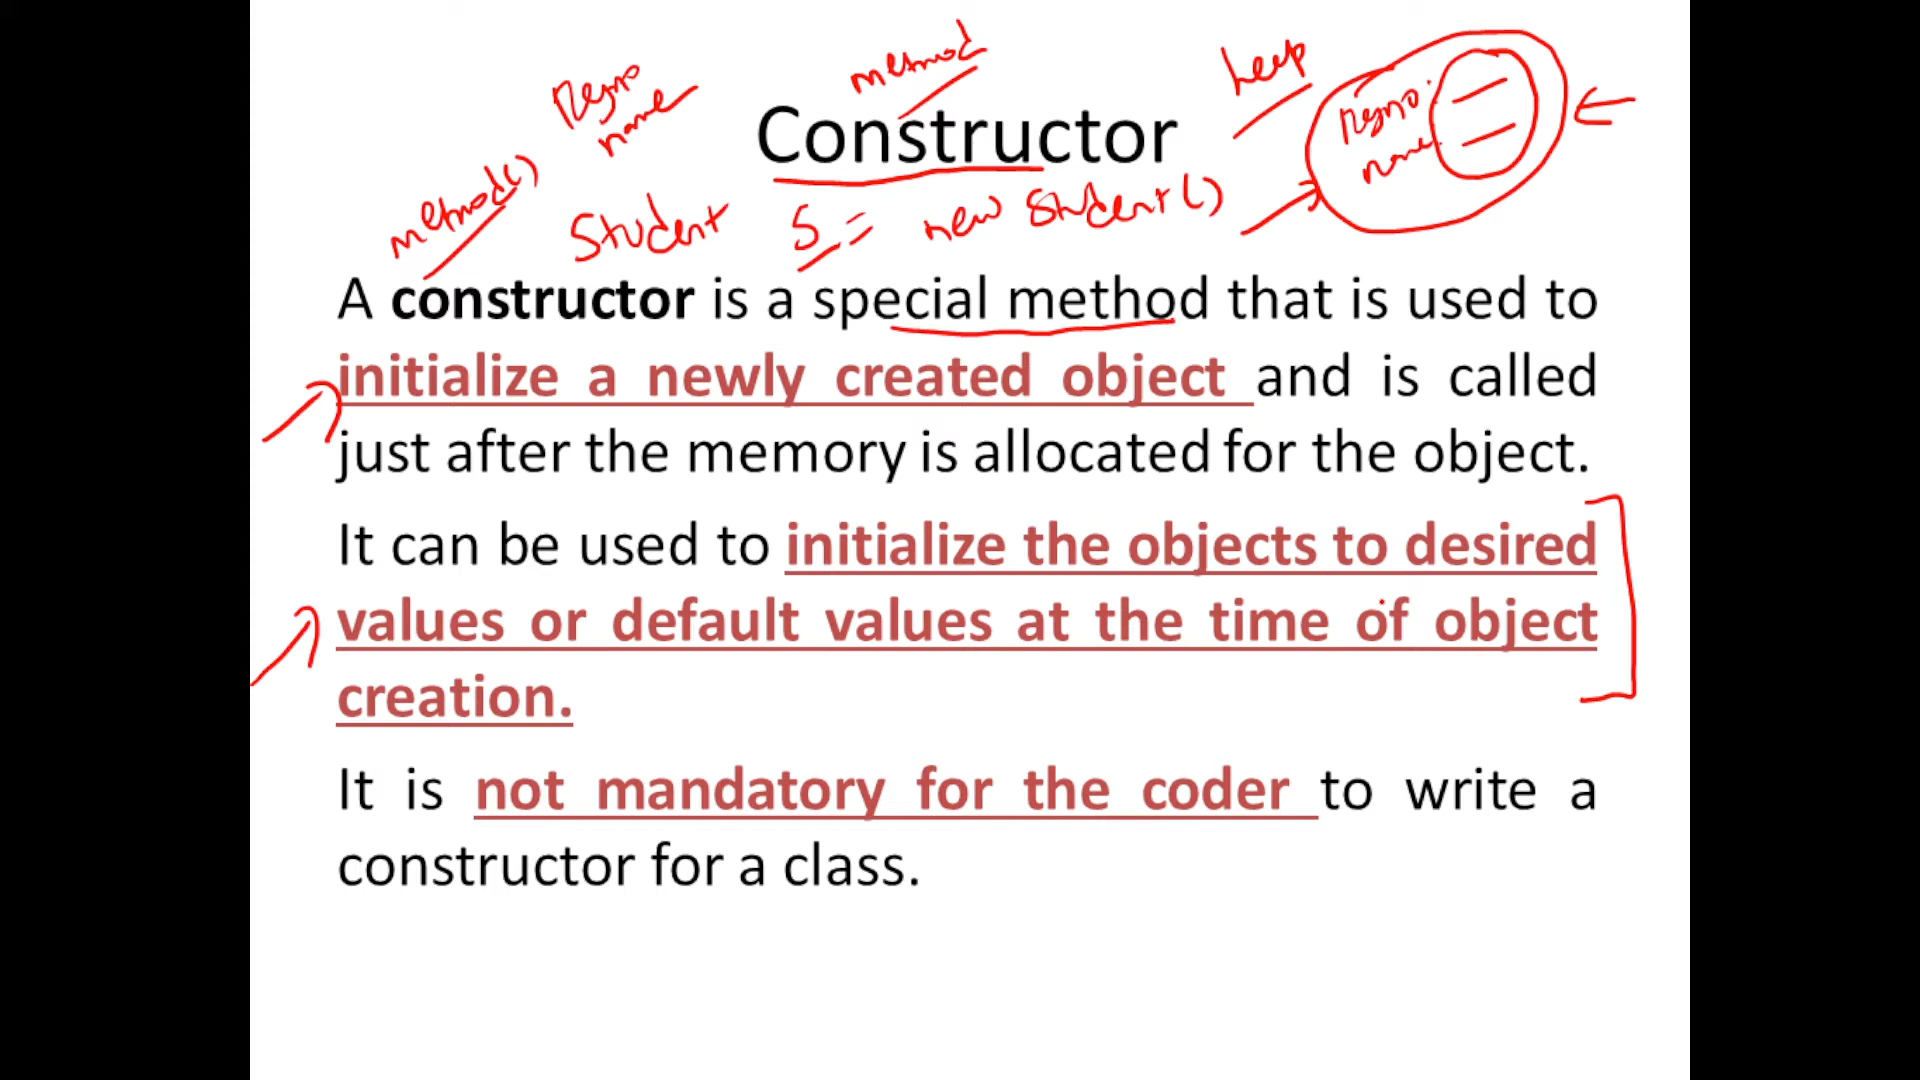 method
heap
Regno
name
Constructor
Regno:
name
method()
Student S = new Student()
A constructor is a special method that is used to
initialize a newly created object and is called
just after the memory is allocated for the object.
It can be used to initialize the objects to desired
values or default values at the time of object
creation.
It is not mandatory for the coder to write a
constructor for a class.